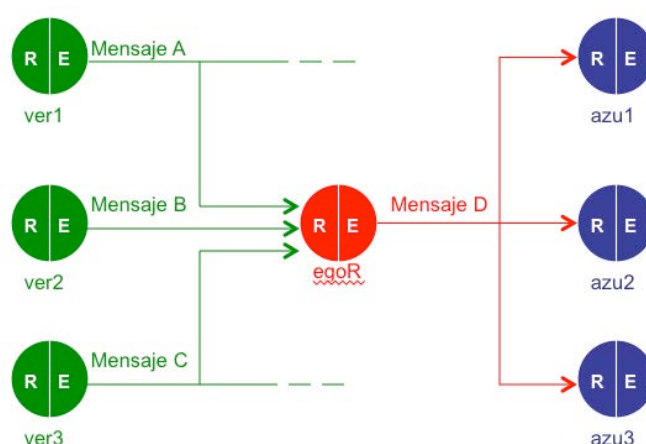 Mensaje A
R E
R E
ver1
azu1
Mensaje B
Mensaje D
R E
R E
R E
ver2
egoR
azu2
Mensaje C
R E
R E
ver3
azu3